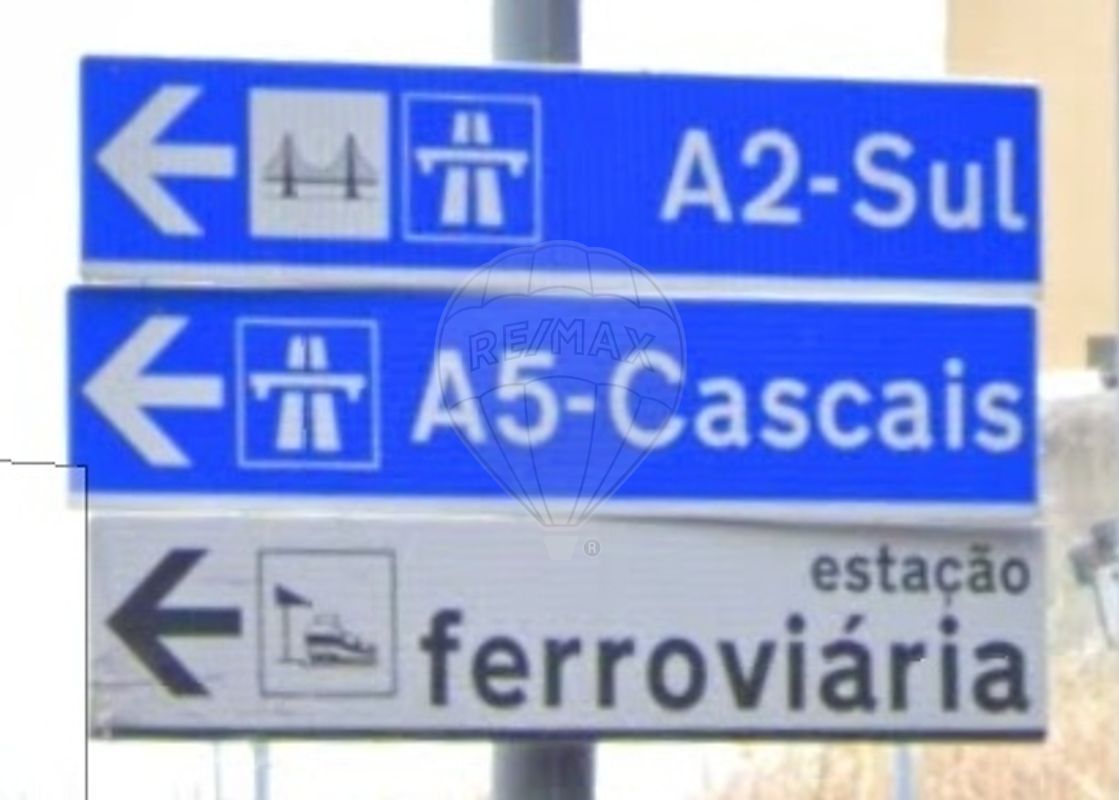 A2-Sul
RE/MAX
A5-Cascais
®
estação
ferroviária